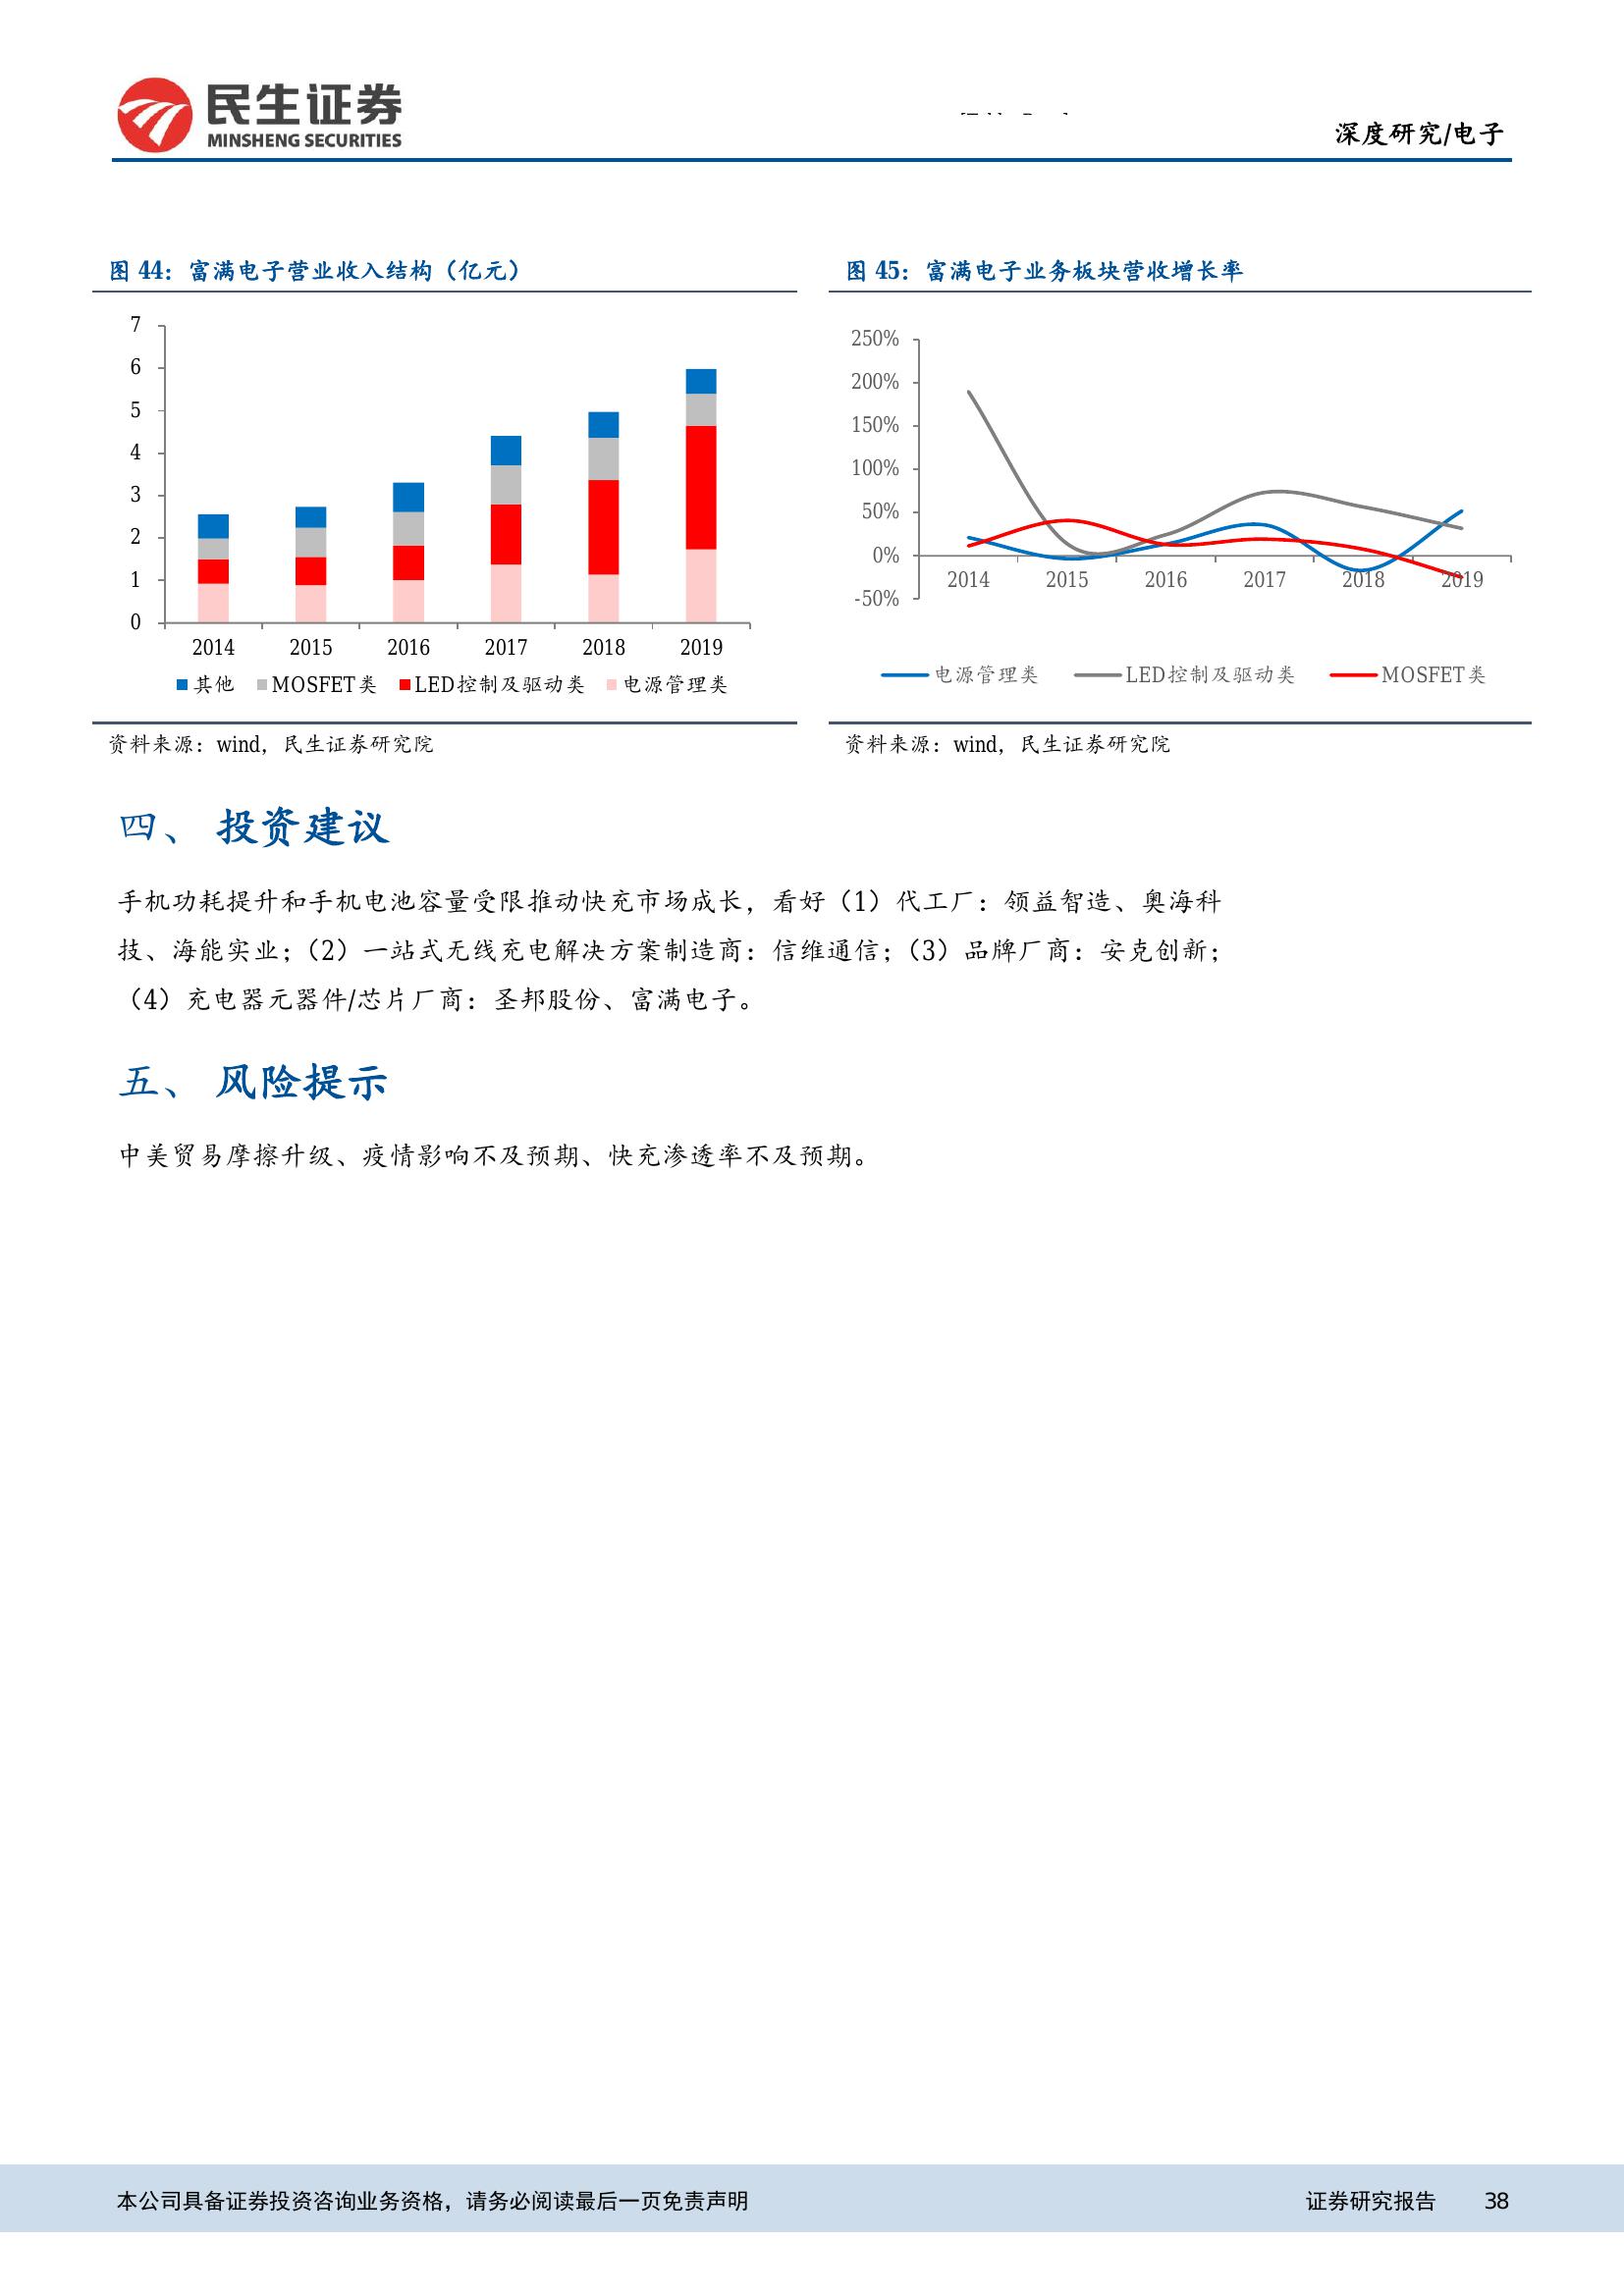 民生证券
MINSHENG SECURITIES
深度研究/电子
图 44：富满电子营业收入结构（亿元）
7
6
5
4
3
2
1
0
2014 2015 2016 2017 2018 2019
其他 MOSFET类 LED控制及驱动类 电源管理类
资料来源：wind，民生证券研究院
图 45：富满电子业务板块营收增长率
250%
200%
150%
100%
50%
0%
-50%
2014 2015 2016 2017 2018 2019
电源管理类 LED控制及驱动类 MOSFET类
资料来源：wind，民生证券研究院
四、 投资建议
手机功耗提升和手机电池容量受限推动快充市场成长，看好（1）代工厂：领益智造、奥海科
技、海能实业；（2）一站式无线充电解决方案制造商：信维通信；（3）品牌厂商：安克创新；
（4）充电器元器件/芯片厂商：圣邦股份、富满电子。
五、 风险提示
中美贸易摩擦升级、疫情影响不及预期、快充渗透率不及预期。
本公司具备证券投资咨询业务资格，请务必阅读最后一页免责声明
证券研究报告 38